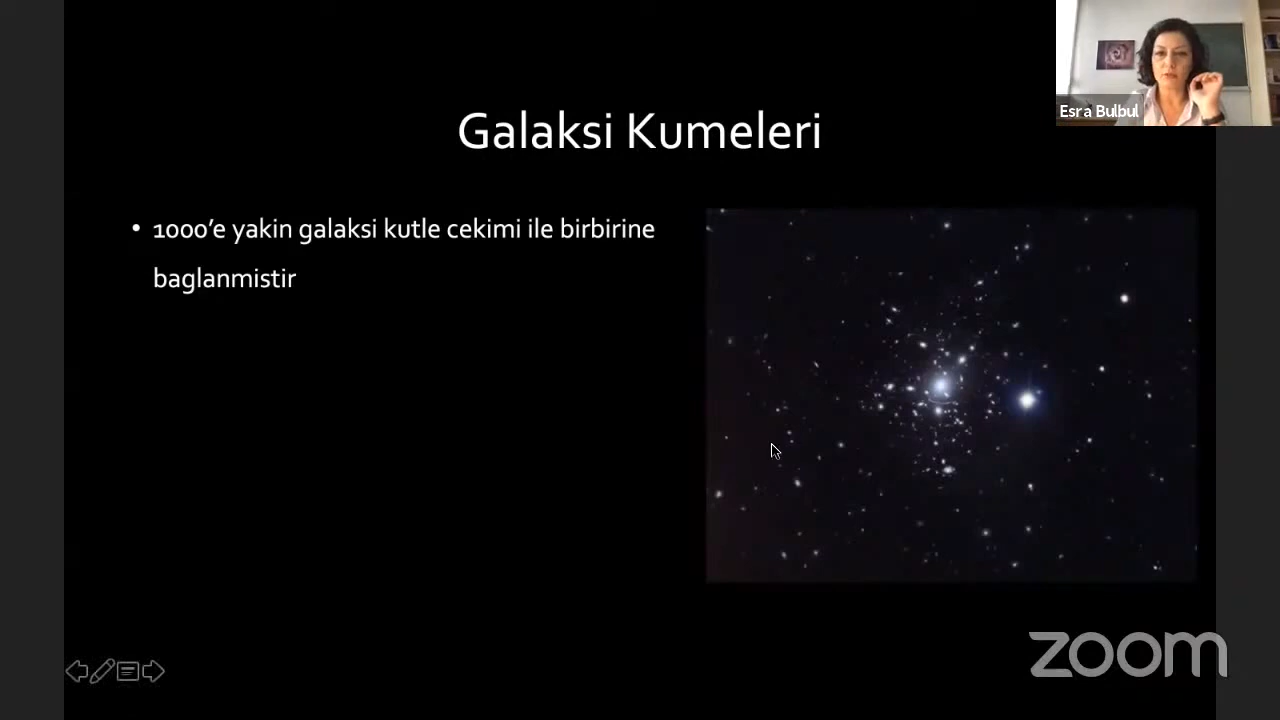 Esra Bulbul
Galaksi Kumeleri
• 1000'e yakin galaksi kutle cekimi ile birbirine
baglanmistir
zoom